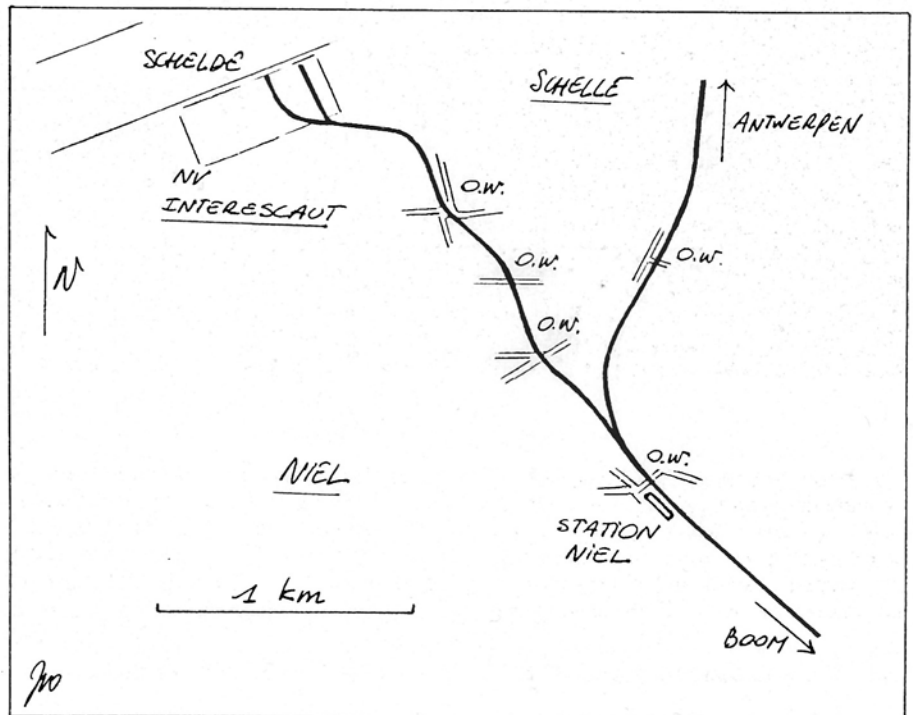 SCHELDE
SCHELLE
ANTWERPEN
NV
INTERESCAUT
O.W.
N
O.W.
O.W.
O.W.
NIEL
O.W.
STATION
NIEL
1 km
BOOM